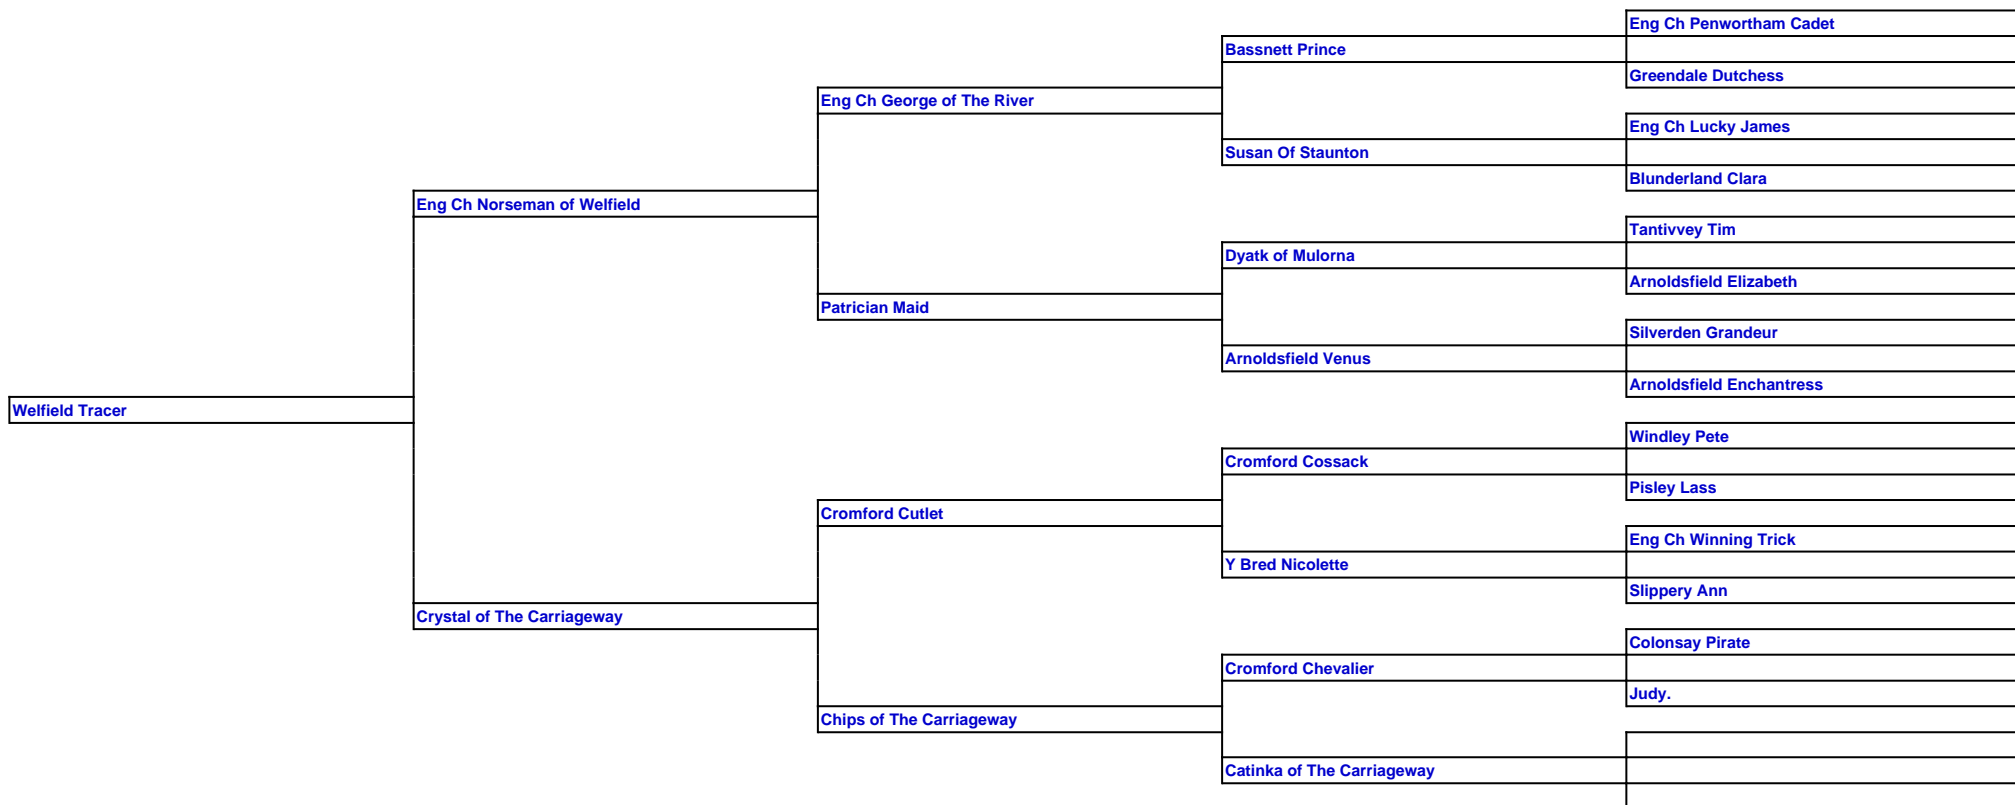 Eng Ch Penwortham Cadet
Bassnett Prince
Greendale Dutchess
Eng Ch George of The River
Eng Ch Lucky James
Susan Of Staunton
Blunderland Clara
Eng Ch Norseman of Welfield
Tantivvey Tim
Dyatk of Mulorna
Arnoldsfield Elizabeth
Patrician Maid
Silverden Grandeur
Arnoldsfield Venus
Arnoldsfield Enchantress
Welfield Tracer
Windley Pete
Cromford Cossack
Pisley Lass
Cromford Cutlet
Eng Ch Winning Trick
Y Bred Nicolette
Slippery Ann
Crystal of The Carriageway
Colonsay Pirate
Cromford Chevalier
Judy.
Chips of The Carriageway
Catinka of The Carriageway